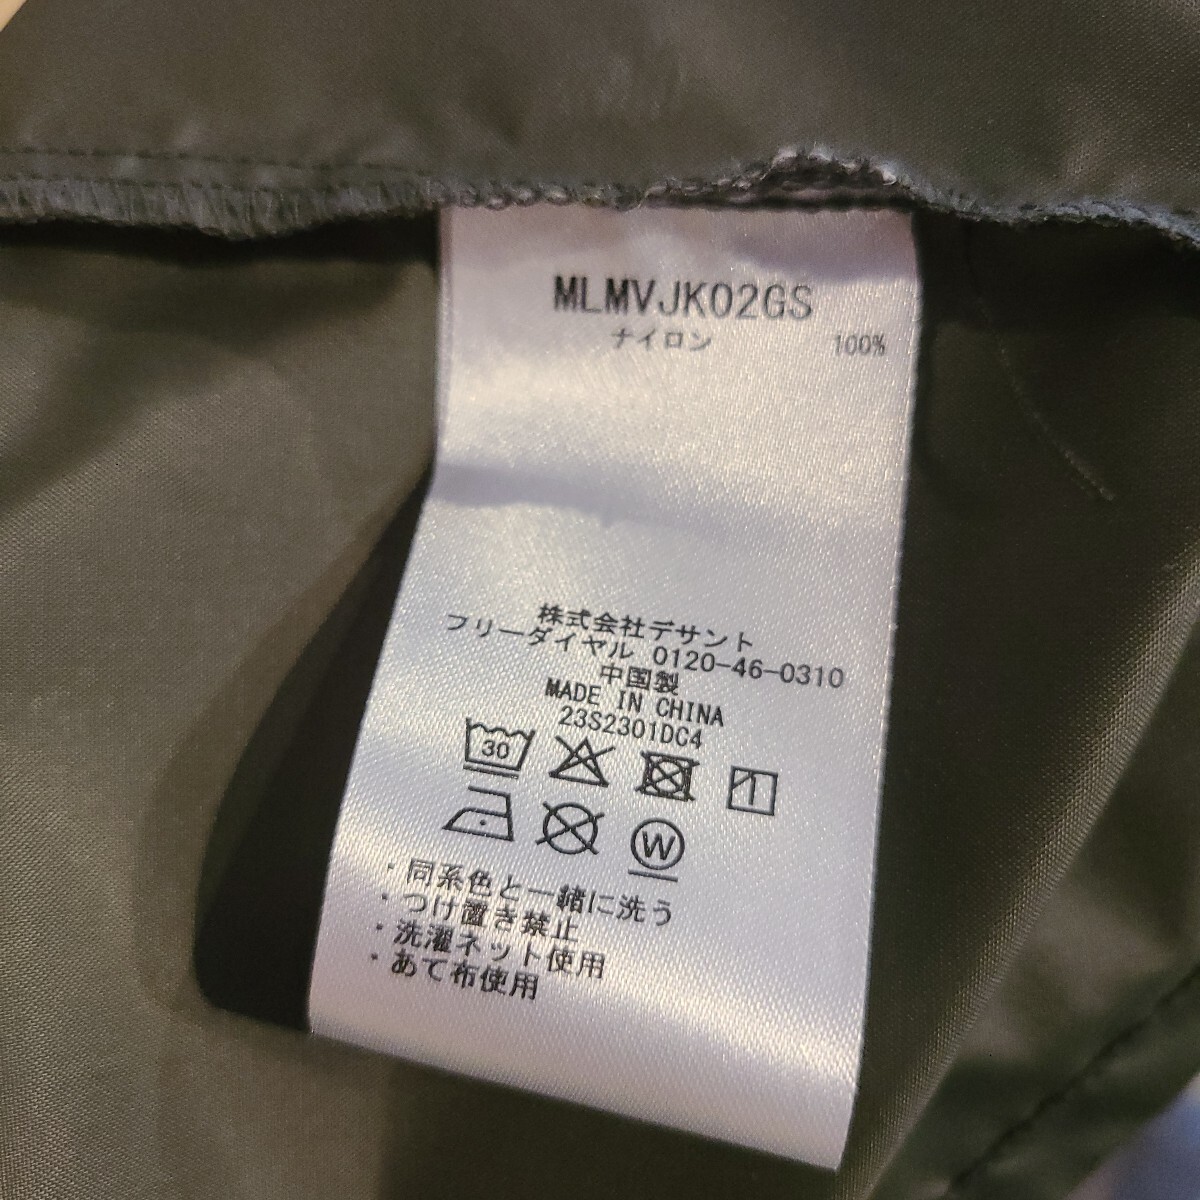 MLMVJK02GS
ナイロン 100%
株式会社デサント
フリーダイヤル 0120-46-0310
中国製
MADE IN CHINA
23S2301DC4
30
W
・同系色と一緒に洗う
・つけ置き禁止
・洗濯ネット使用
・あて布使用